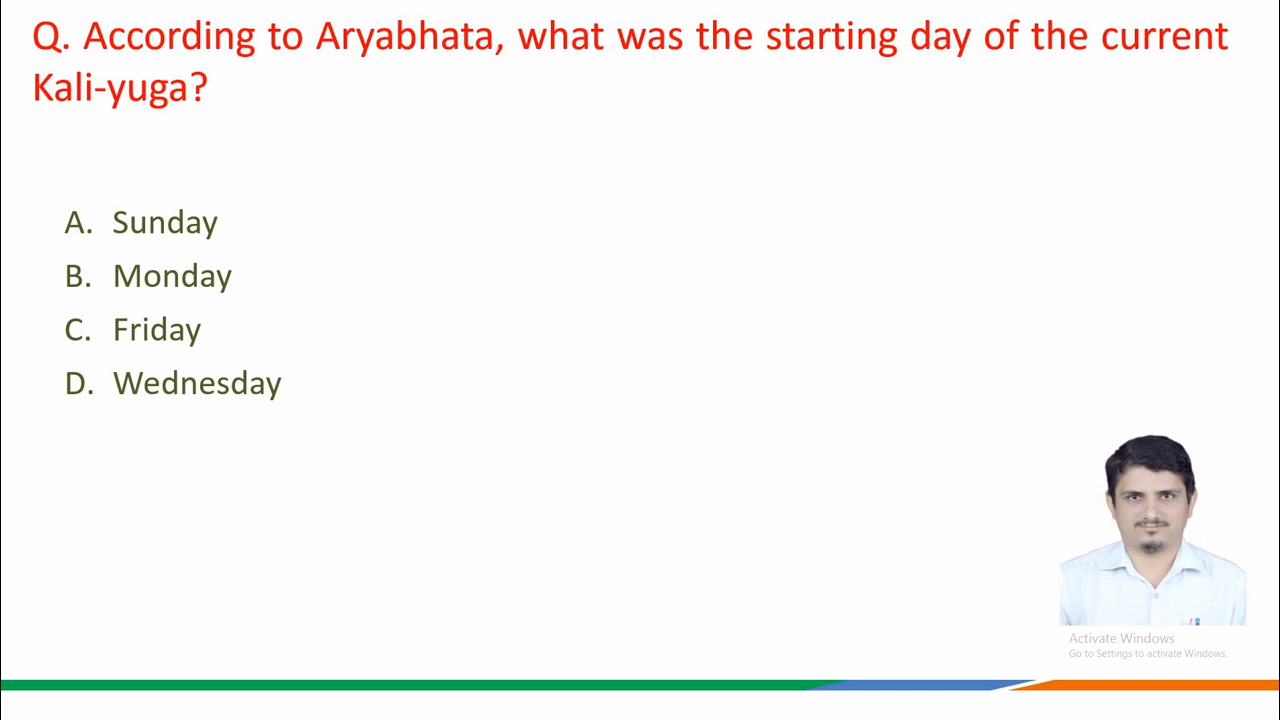 Q. According to Aryabhata, what was the starting day of the current
Kali-yuga?
A. Sunday
B. Monday
C. Friday
D. Wednesday
Activate Windows
Go to Settings to activate Windows.